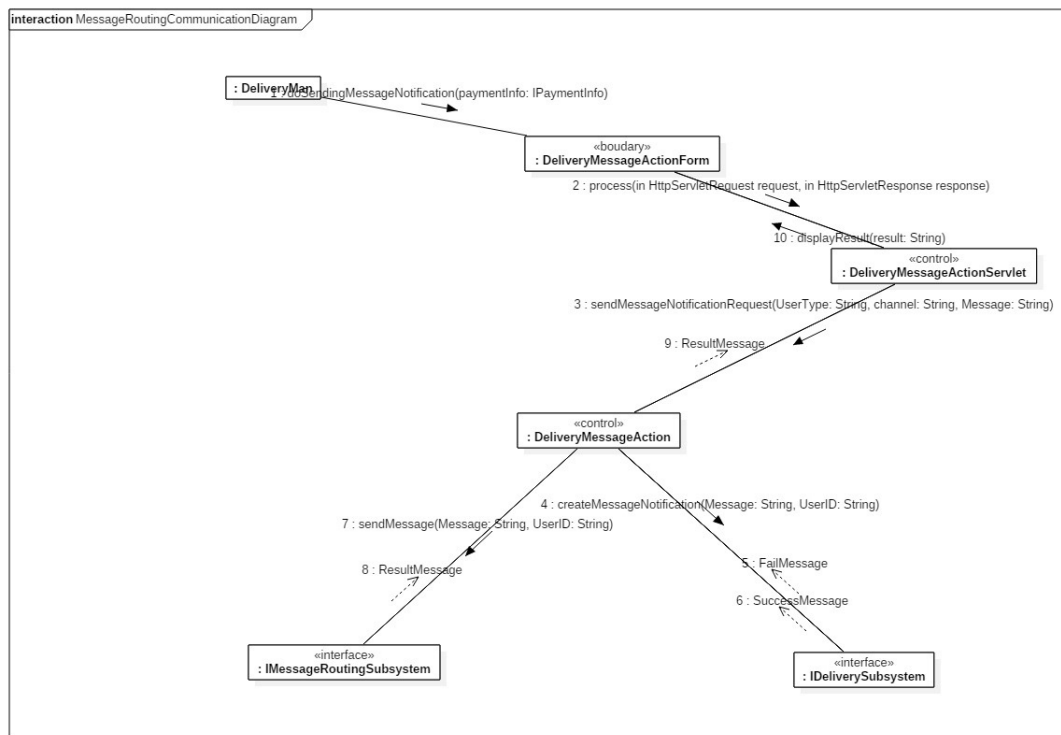 interaction MessageRoutingCommunicationDiagram
: DeliveryMan
1 : doSendingMessageNotification(paymentInfo: IPaymentInfo)
«boudary»
: DeliveryMessageActionForm
2 : process(in HttpServletRequest request, in HttpServletResponse response)
10 : displayResult(result: String)
«control»
: DeliveryMessageActionServlet
3 : sendMessageNotificationRequest(UserType: String, channel: String, Message: String)
9 : ResultMessage
«control»
: DeliveryMessageAction
4 : createMessageNotification(Message: String, UserID: String)
7 : sendMessage(Message: String, UserID: String)
5 : FailMessage
8 : ResultMessage
6 : SuccessMessage
«interface»
: IMessageRoutingSubsystem
«interface»
: IDeliverySubsystem